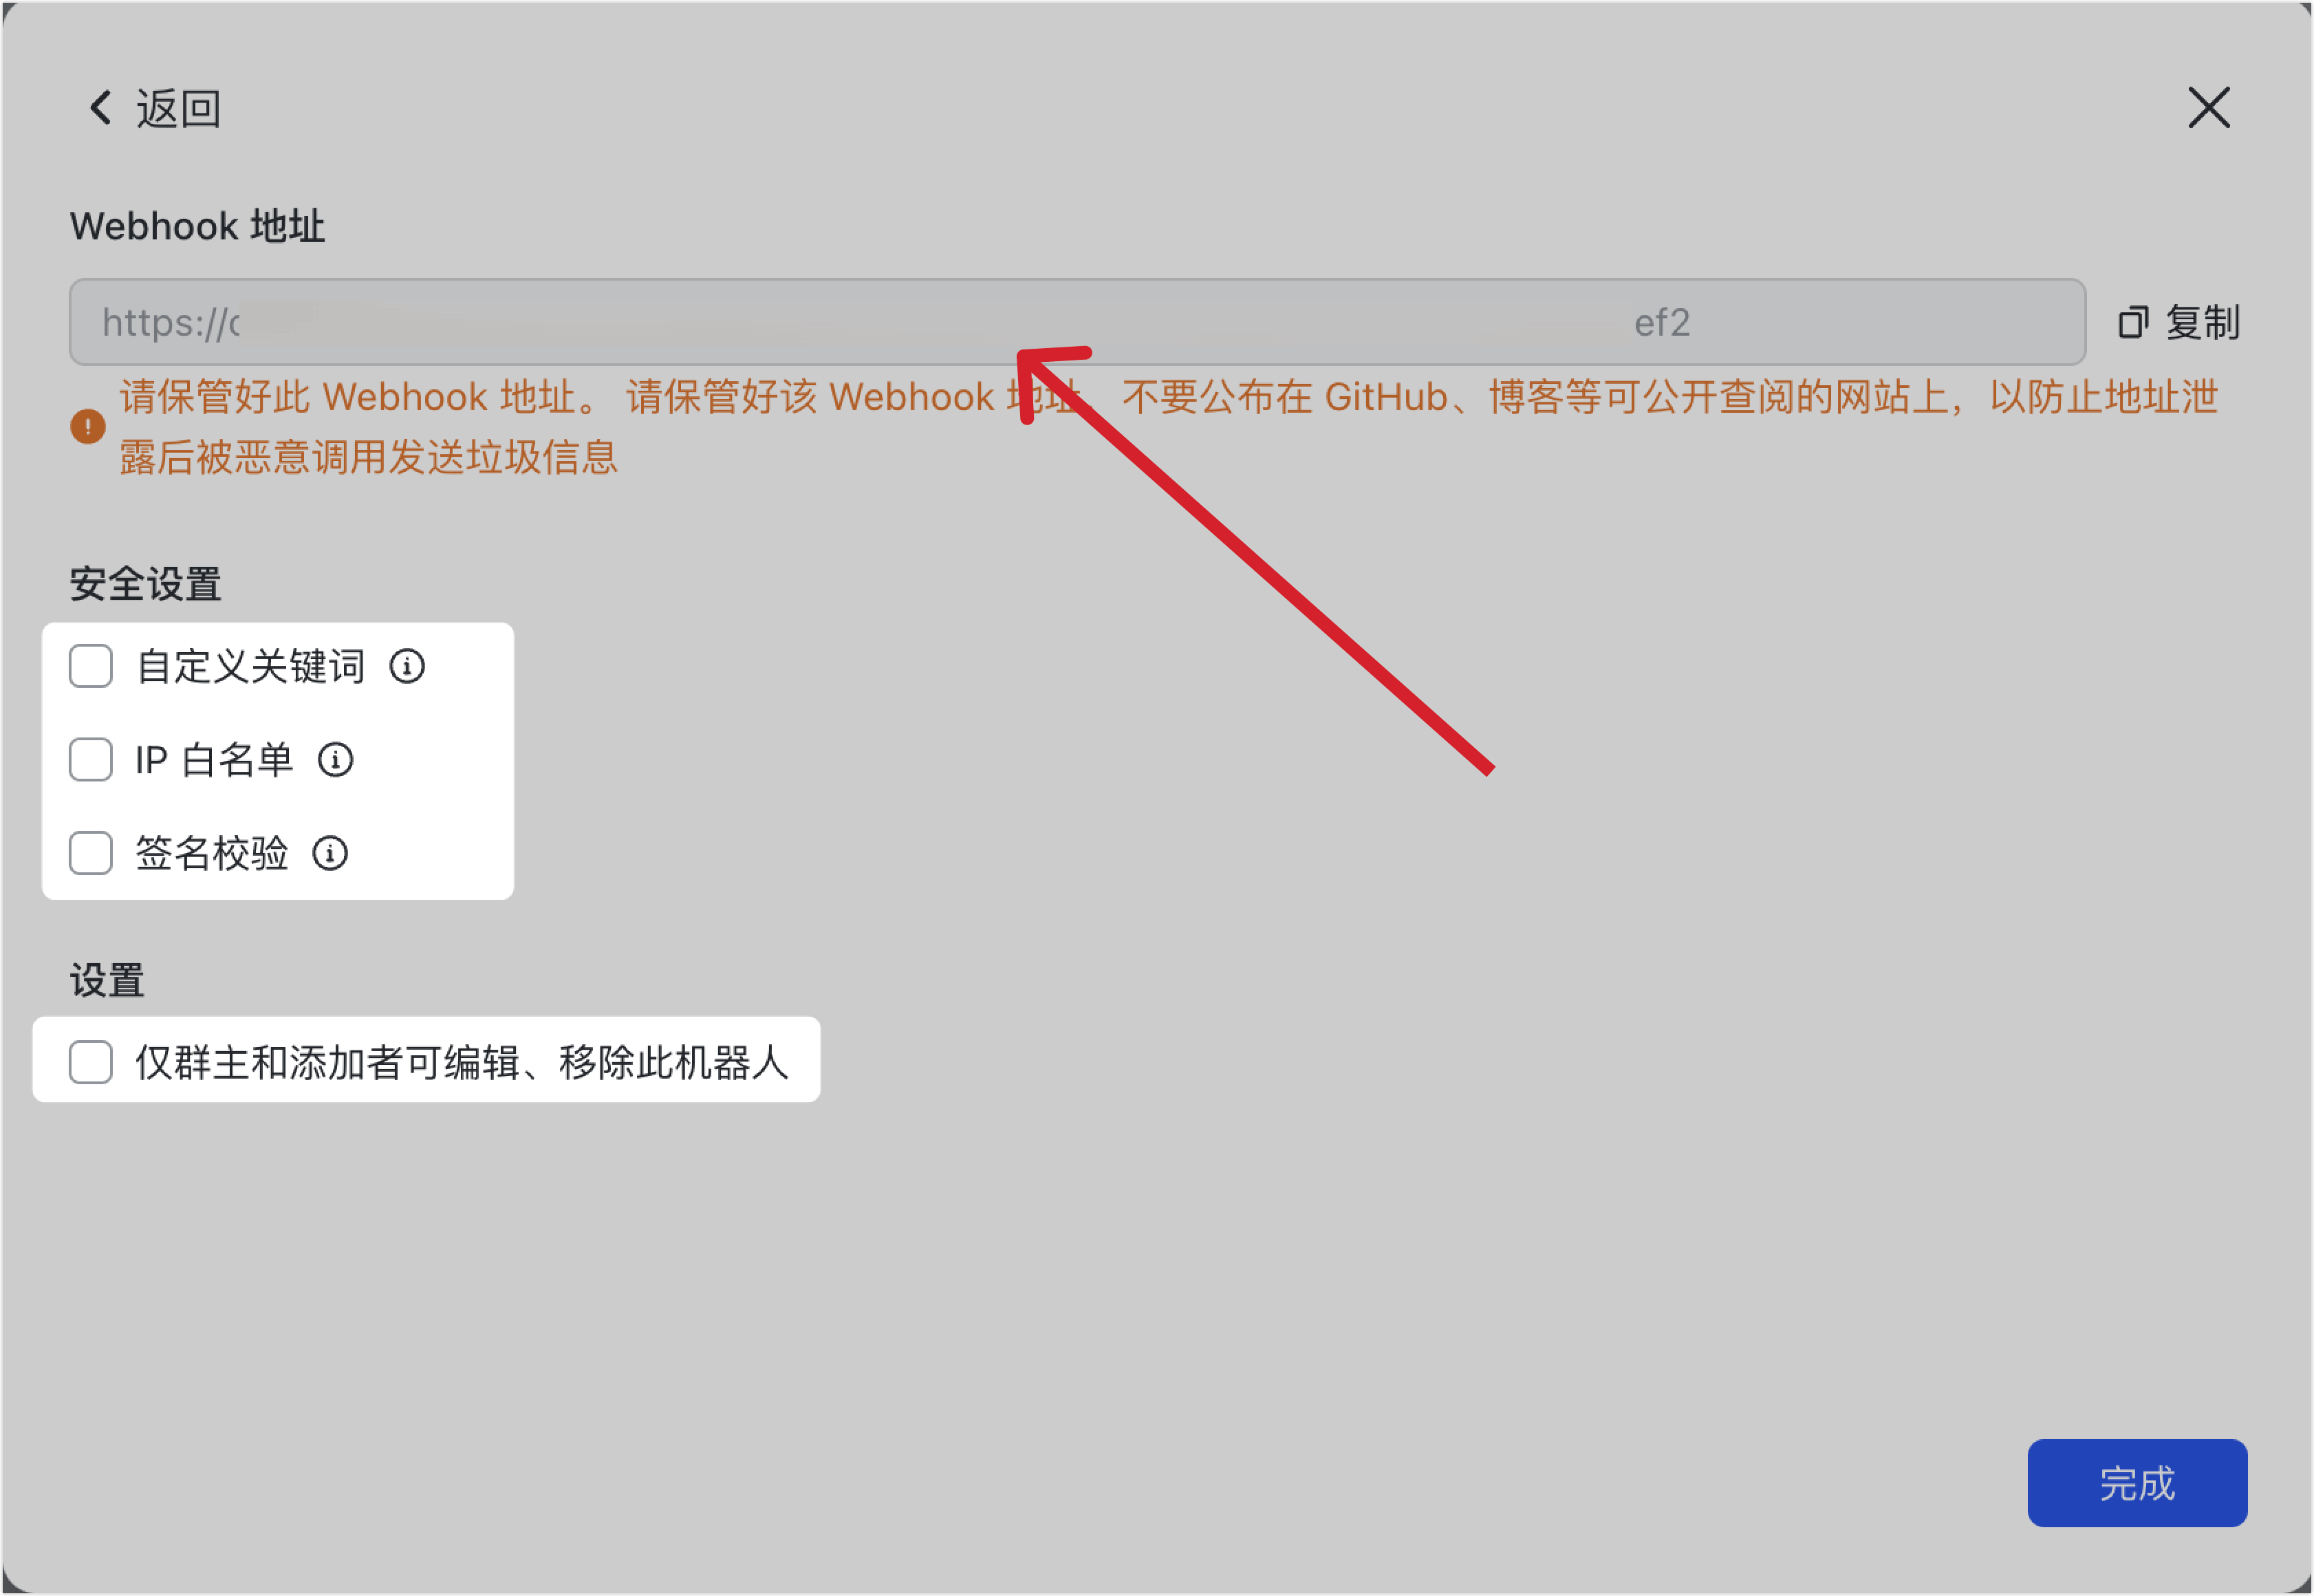 返回
Webhook 地址
https:// ef2
复制
请保管好此 Webhook 地址。 请保管好该 Webhook 地址 不要公布在 GitHub、博客等可公开查阅的网站上，以防止地址泄
露后被恶意调用发送垃圾信息
安全设置
自定义关键词
IP 白名单
签名校验
设置
仅群主和添加者可编辑、移除此机器人
完成